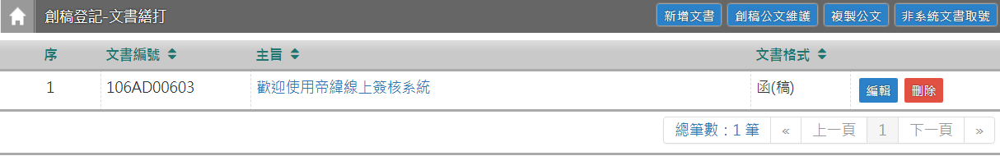 創稿登記-文書繕打 新增文書 創稿公文維護 複製公文 非系統文書取號
序 文書編號 主旨 文書格式
1 106AD00603 歡迎使用帝緯線上簽核系統 函(稿) 編輯 刪除
總筆數：1 筆 « 上一頁 1 下一頁 »